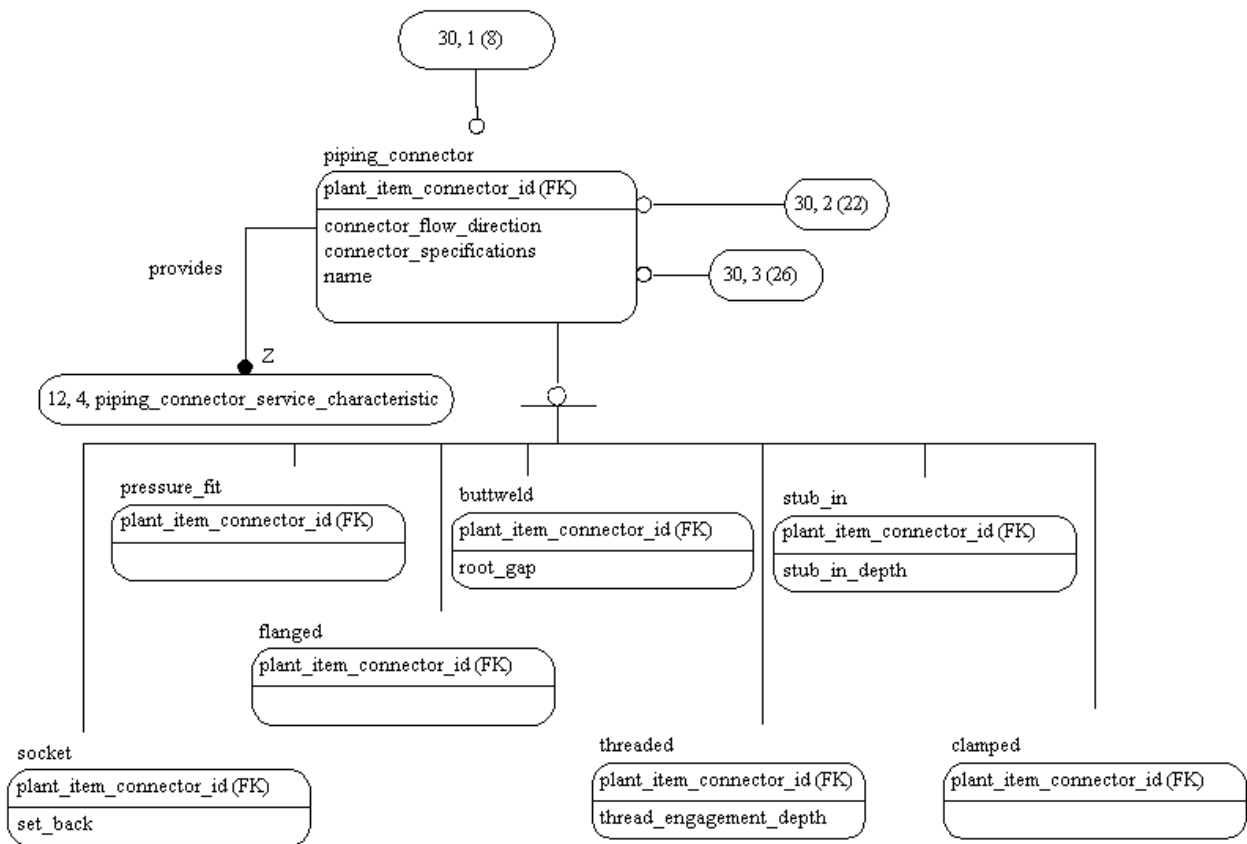 30, 1 (8)
piping_connector
plant_item_connector_id (FK)
connector_flow_direction
connector_specifications
name
30, 2 (22)
30, 3 (26)
provides
Z
12, 4, piping_connector_service_characteristic
pressure_fit
plant_item_connector_id (FK)
buttweld
plant_item_connector_id (FK)
root_gap
stub_in
plant_item_connector_id (FK)
stub_in_depth
flanged
plant_item_connector_id (FK)
socket
plant_item_connector_id (FK)
set_back
threaded
plant_item_connector_id (FK)
thread_engagement_depth
clamped
plant_item_connector_id (FK)